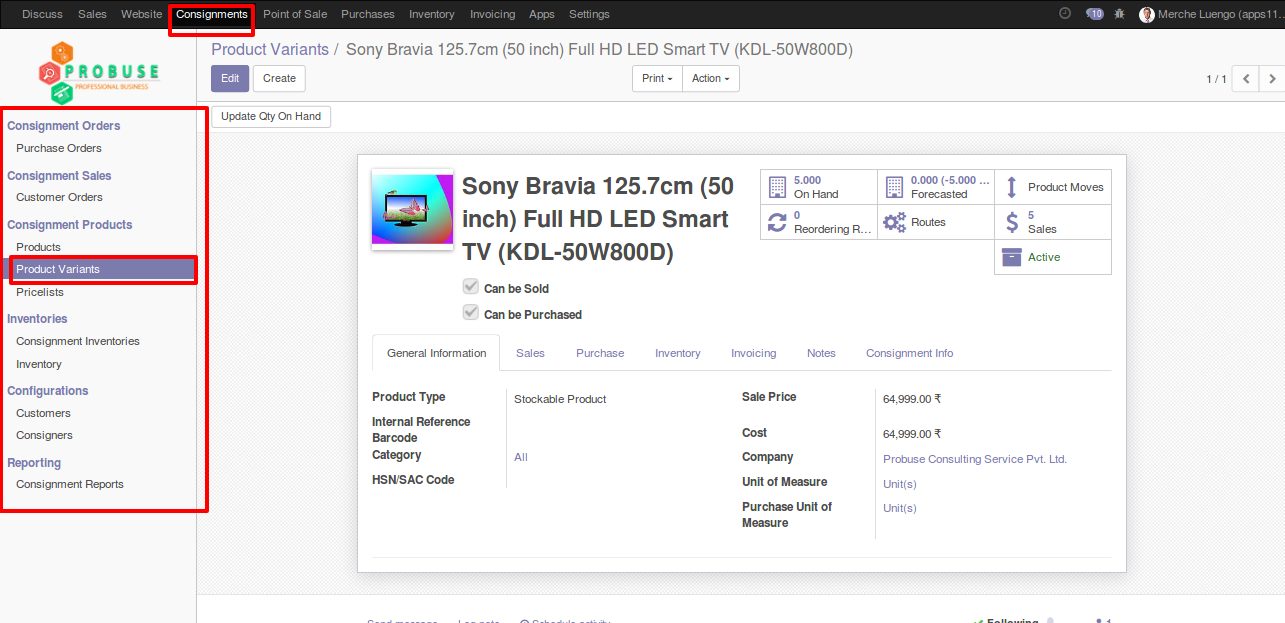 Discuss Sales Website Consignments Point of Sale Purchases Inventory Invoicing Apps Settings 10 Merche Luengo (apps11...
PROBUSE
PROFESSIONAL BUSINESS
Product Variants / Sony Bravia 125.7cm (50 inch) Full HD LED Smart TV (KDL-50W800D)
Edit Create Print Action 1 / 1
Update Qty On Hand
Consignment Orders
Purchase Orders
Consignment Sales
Customer Orders
Consignment Products
Products
Product Variants
Pricelists
Inventories
Consignment Inventories
Inventory
Configurations
Customers
Consigners
Reporting
Consignment Reports
Sony Bravia 125.7cm (50
inch) Full HD LED Smart
TV (KDL-50W800D)
5.000
On Hand
0.000 (-5.000 ...
Forecasted
Product Moves
0
Reordering R...
Routes
5
Sales
Active
Can be Sold
Can be Purchased
General Information Sales Purchase Inventory Invoicing Notes Consignment Info
Product Type Stockable Product
Internal Reference
Barcode
Category All
HSN/SAC Code
Sale Price 64,999.00 ₹
Cost 64,999.00 ₹
Company Probuse Consulting Service Pvt. Ltd.
Unit of Measure Unit(s)
Purchase Unit of
Measure Unit(s)
Send message Log note Schedule activity Following 1